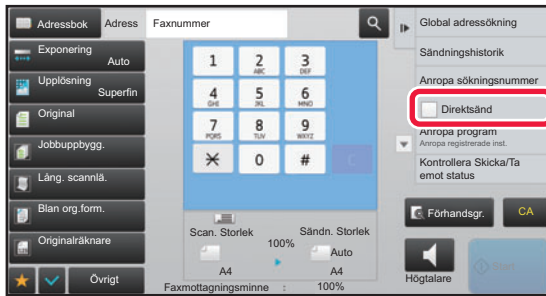 Adressbok
Adress
Faxnummer
Exponering
Auto
Upplösning
Superfin
Original
Jobbuppbygg.
Lång. scannlä.
Blan org.form.
Originalräknare
Övrigt
1
2
ABC
3
DEF
4
GHI
5
JKL
6
MNO
7
PQRS
8
TUV
9
WXYZ
0
#
C
Scan. Storlek
100%
Sändn. Storlek
Auto
A4
A4
Faxmottagningsminne : 100%
Global adressökning
Sändningshistorik
Anropa sökningsnummer
Direktsänd
Anropa program
Anropa registrerade inst.
Kontrollera Skicka/Ta
emot status
Förhandsgr.
CA
Högtalare
Start